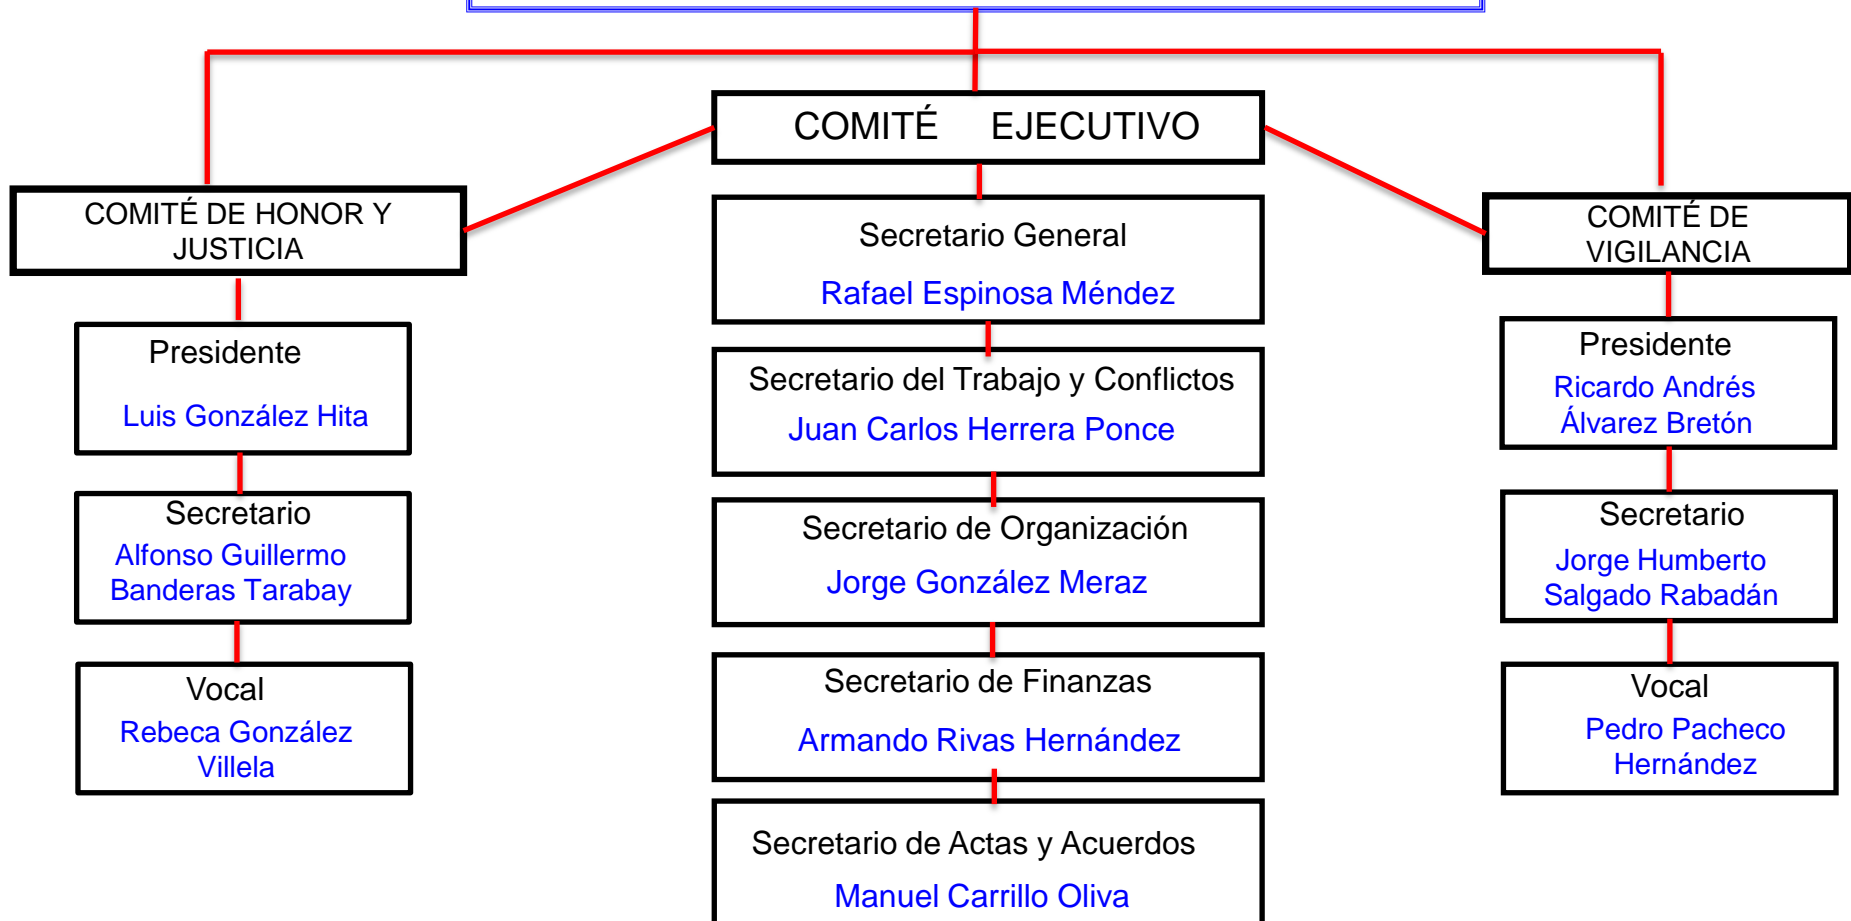 COMITÉ EJECUTIVO
COMITÉ DE HONOR Y
JUSTICIA
Presidente
Luis González Hita
Secretario
Alfonso Guillermo
Banderas Tarabay
Vocal
Rebeca González
Villela
Secretario General
Rafael Espinosa Méndez
Secretario del Trabajo y Conflictos
Juan Carlos Herrera Ponce
Secretario de Organización
Jorge González Meraz
Secretario de Finanzas
Armando Rivas Hernández
Secretario de Actas y Acuerdos
Manuel Carrillo Oliva
COMITÉ DE
VIGILANCIA
Presidente
Ricardo Andrés
Álvarez Bretón
Secretario
Jorge Humberto
Salgado Rabadán
Vocal
Pedro Pacheco
Hernández